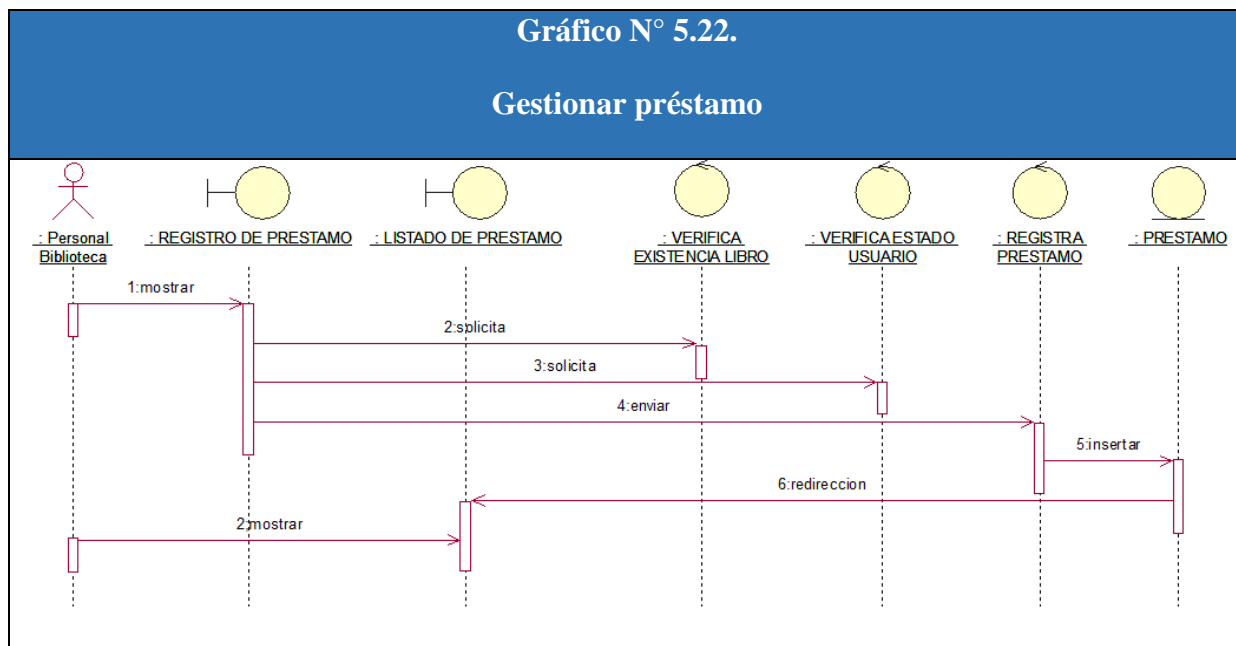 Gráfico N° 5.22.
Gestionar préstamo
: Personal
Biblioteca
: REGISTRO DE PRESTAMO
: LISTADO DE PRESTAMO
: VERIFICA
EXISTENCIA LIBRO
: VERIFICA ESTADO
USUARIO
: REGISTRA
PRESTAMO
: PRESTAMO
1:mostrar
2:solicita
3:solicita
4:enviar
5:insertar
6:redireccion
2:mostrar